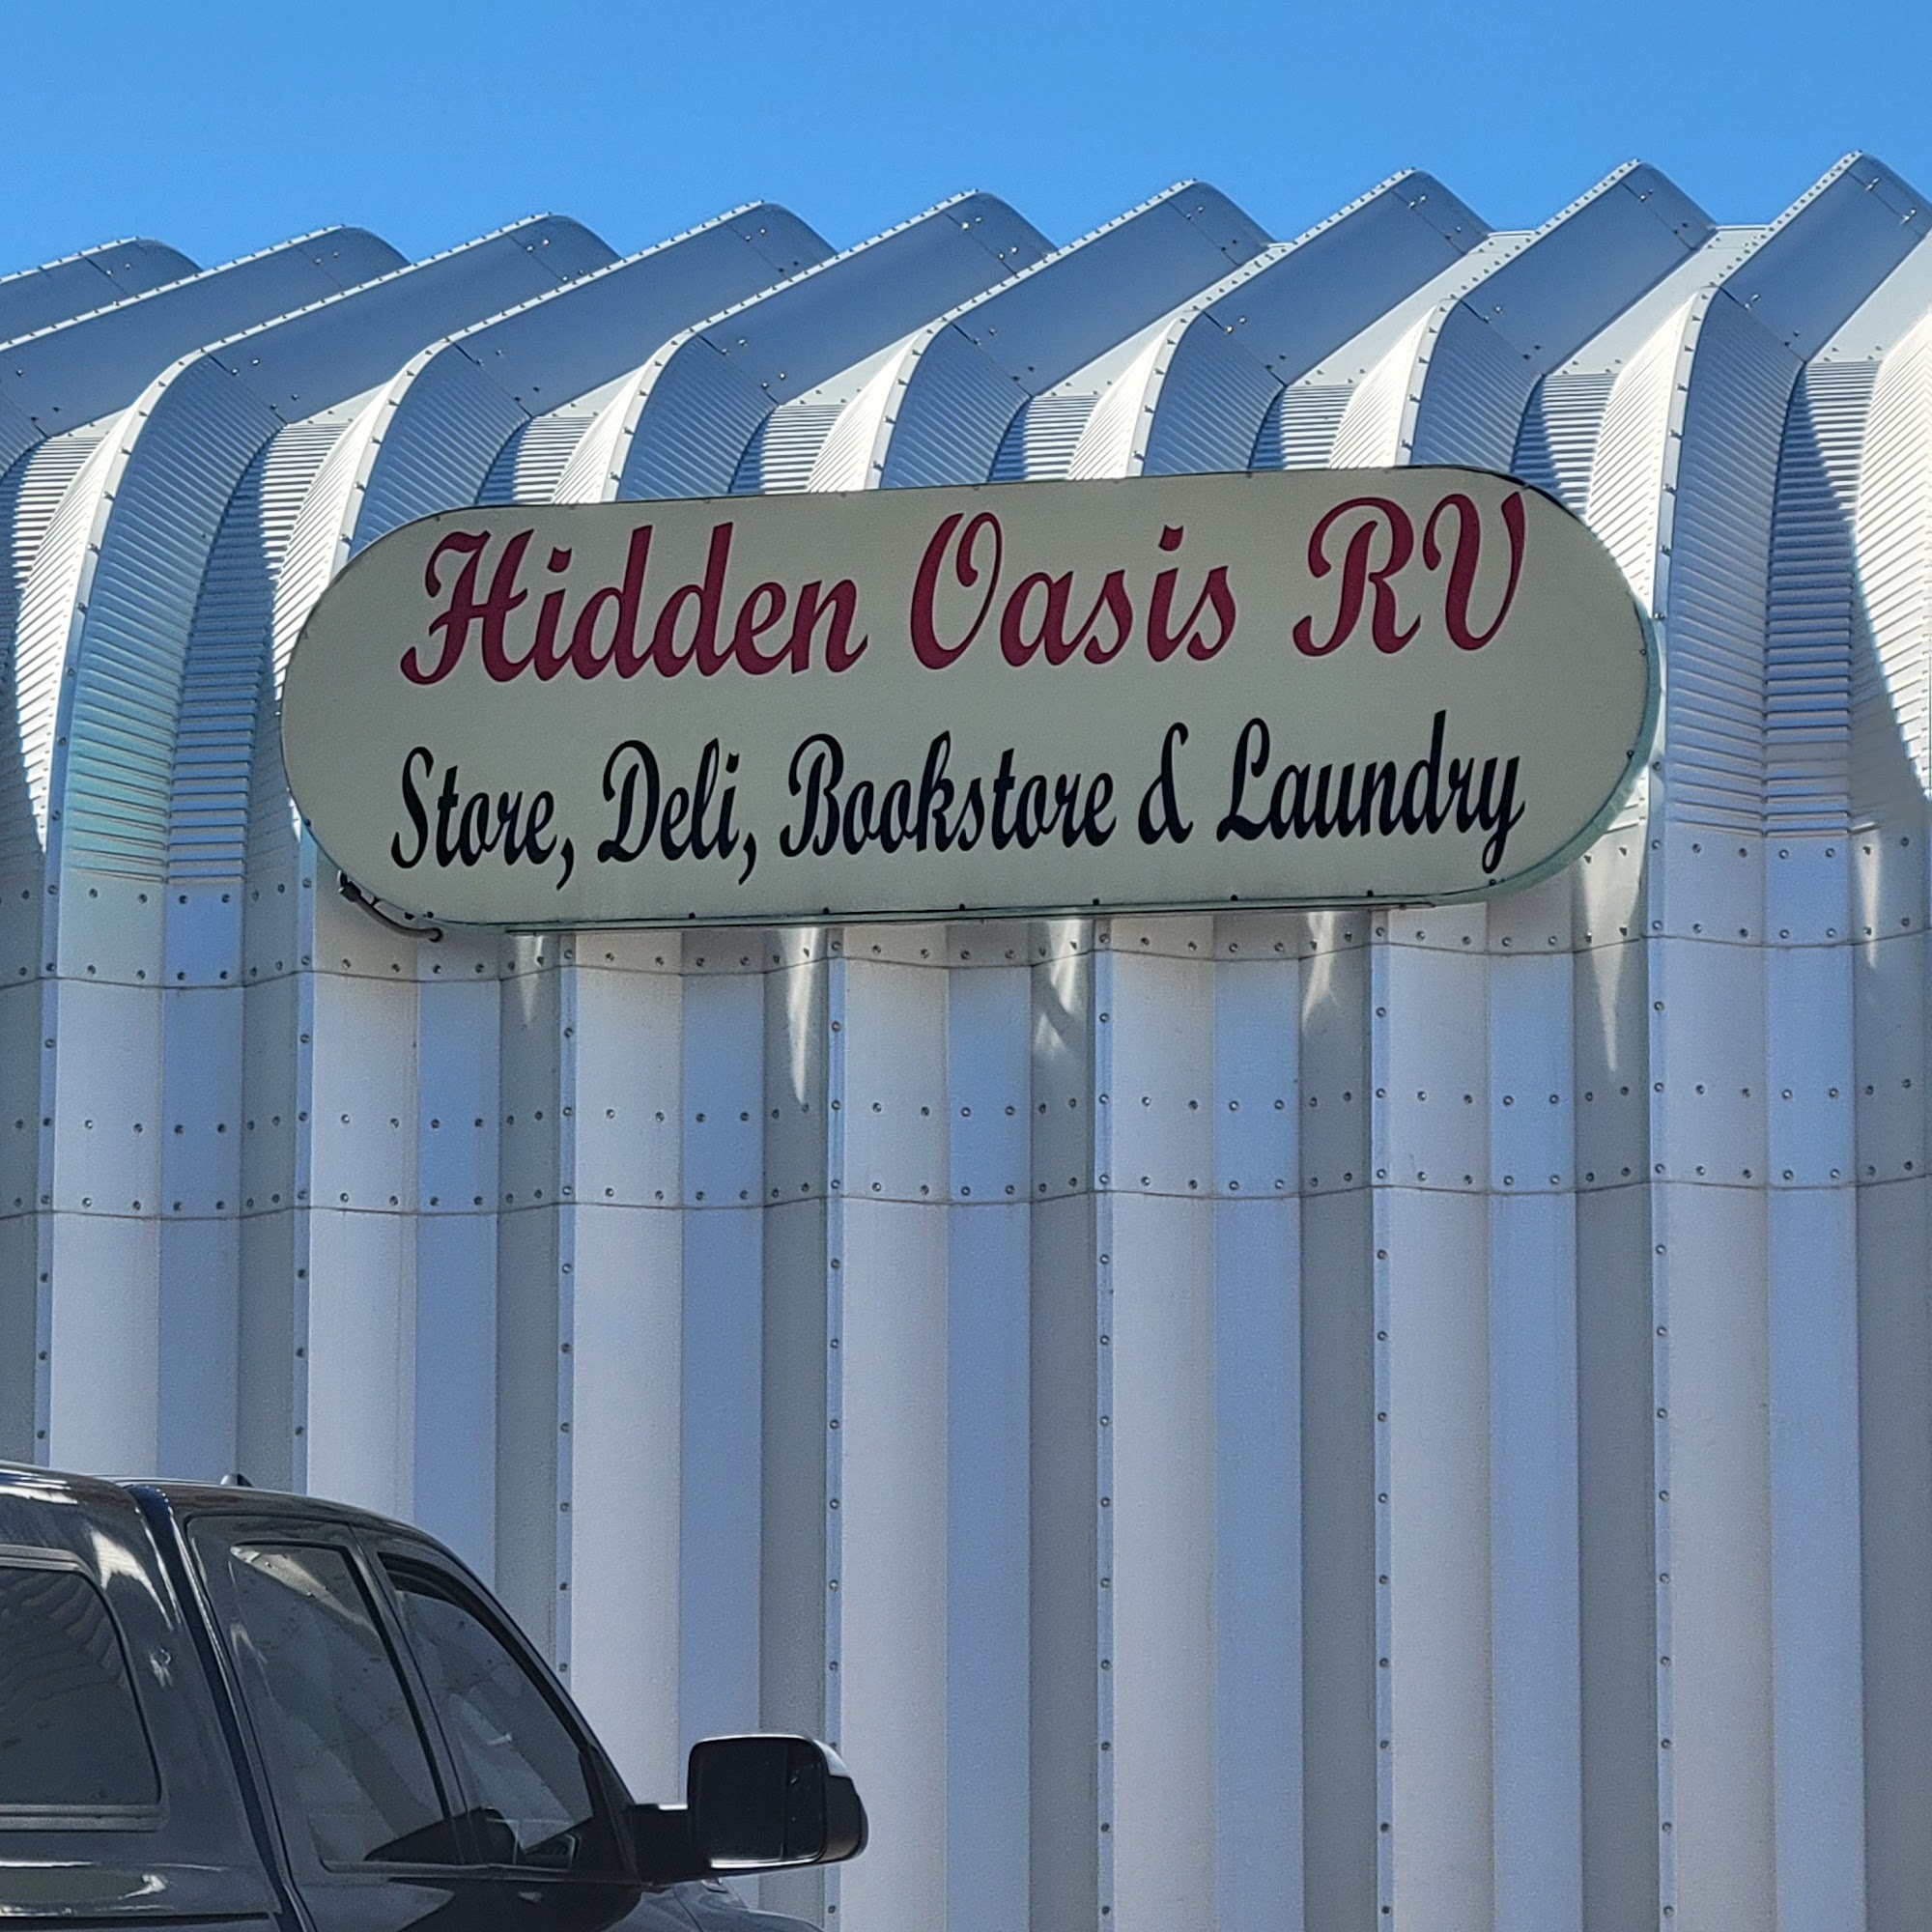 Hidden Oasis RV
Store, Deli, Bookstore & Laundry